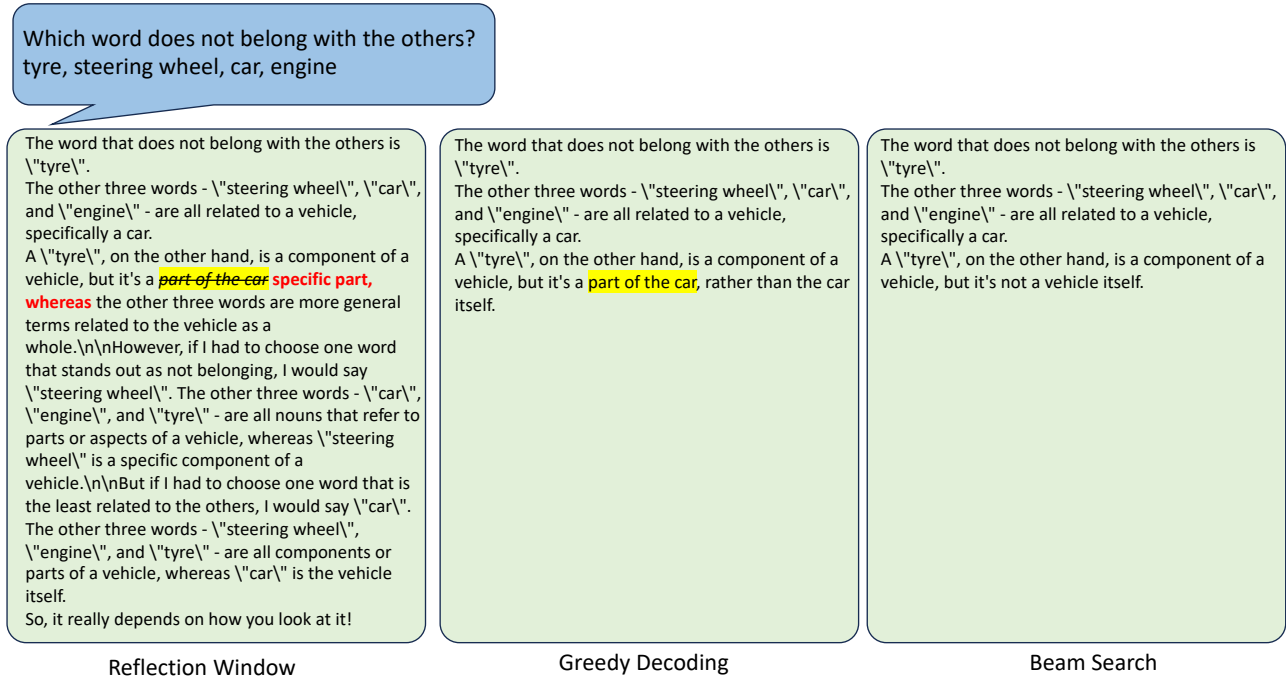 Which word does not belong with the others?
tyre, steering wheel, car, engine
The word that does not belong with the others is
\"tyre\".
The other three words - \"steering wheel\", \"car\",
and \"engine\" - are all related to a vehicle,
specifically a car.
A \"tyre\", on the other hand, is a component of a
vehicle, but it's a part of the car specific part,
whereas the other three words are more general
terms related to the vehicle as a
whole.\n\nHowever, if I had to choose one word
that stands out as not belonging, I would say
\"steering wheel\". The other three words - \"car\",
\"engine\", and \"tyre\" - are all nouns that refer to
parts or aspects of a vehicle, whereas \"steering
wheel\" is a specific component of a
vehicle.\n\nBut if I had to choose one word that is
the least related to the others, I would say \"car\".
The other three words - \"steering wheel\",
\"engine\", and \"tyre\" - are all components or
parts of a vehicle, whereas \"car\" is the vehicle
itself.
So, it really depends on how you look at it!
Reflection Window
The word that does not belong with the others is
\"tyre\".
The other three words - \"steering wheel\", \"car\",
and \"engine\" - are all related to a vehicle,
specifically a car.
A \"tyre\", on the other hand, is a component of a
vehicle, but it's a part of the car, rather than the car
itself.
Greedy Decoding
The word that does not belong with the others is
\"tyre\".
The other three words - \"steering wheel\", \"car\",
and \"engine\" - are all related to a vehicle,
specifically a car.
A \"tyre\", on the other hand, is a component of a
vehicle, but it's not a vehicle itself.
Beam Search